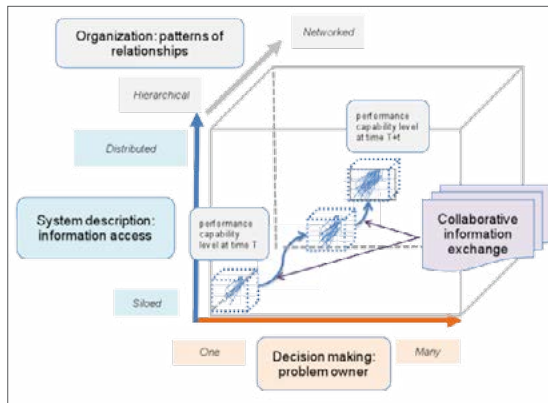 Organization: patterns of
relationships
Networked
Hierarchical
Distributed
performance
capability level
at time T+t
System description:
information access
performance
capability
level at time T
Collaborative
information
exchange
Siloed
One
Many
Decision making:
problem owner